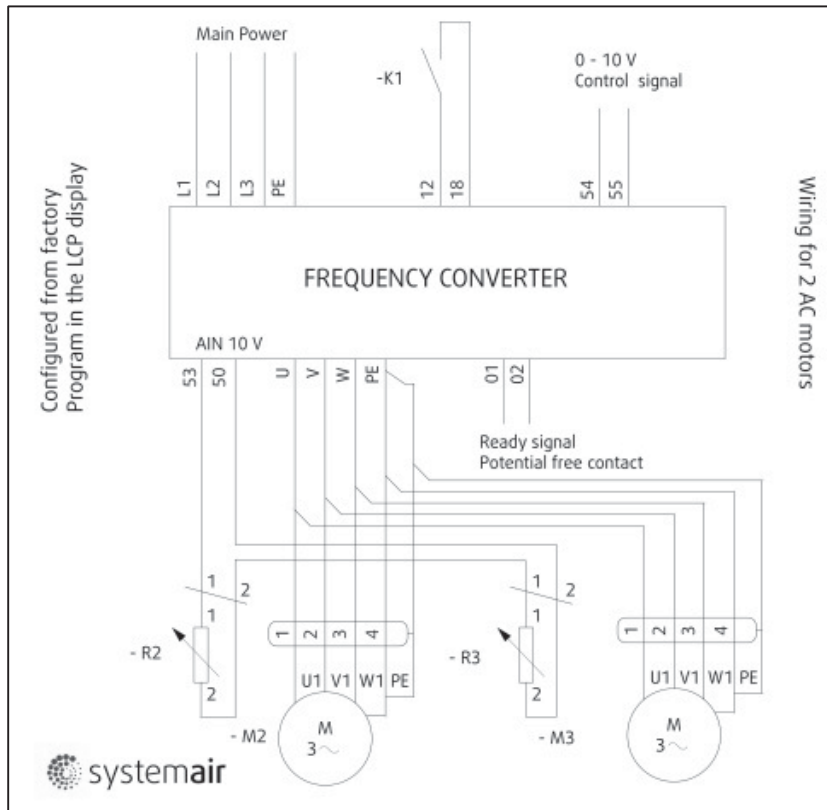 Main Power
-K1
0 - 10 V
Control signal
L1
L2
L3
PE
12
18
54
55
Configured from factory
Program in the LCP display
FREQUENCY CONVERTER
Wiring for 2 AC motors
AIN 10 V
53
50
U
V
W
PE
01
02
Ready signal
Potential free contact
1
2
1
- R2
2
1
2
3
4
U1 V1 W1 PE
- M2
M
3~
1
2
1
- R3
2
1
2
3
4
U1 V1 W1 PE
- M3
M
3~
systemair